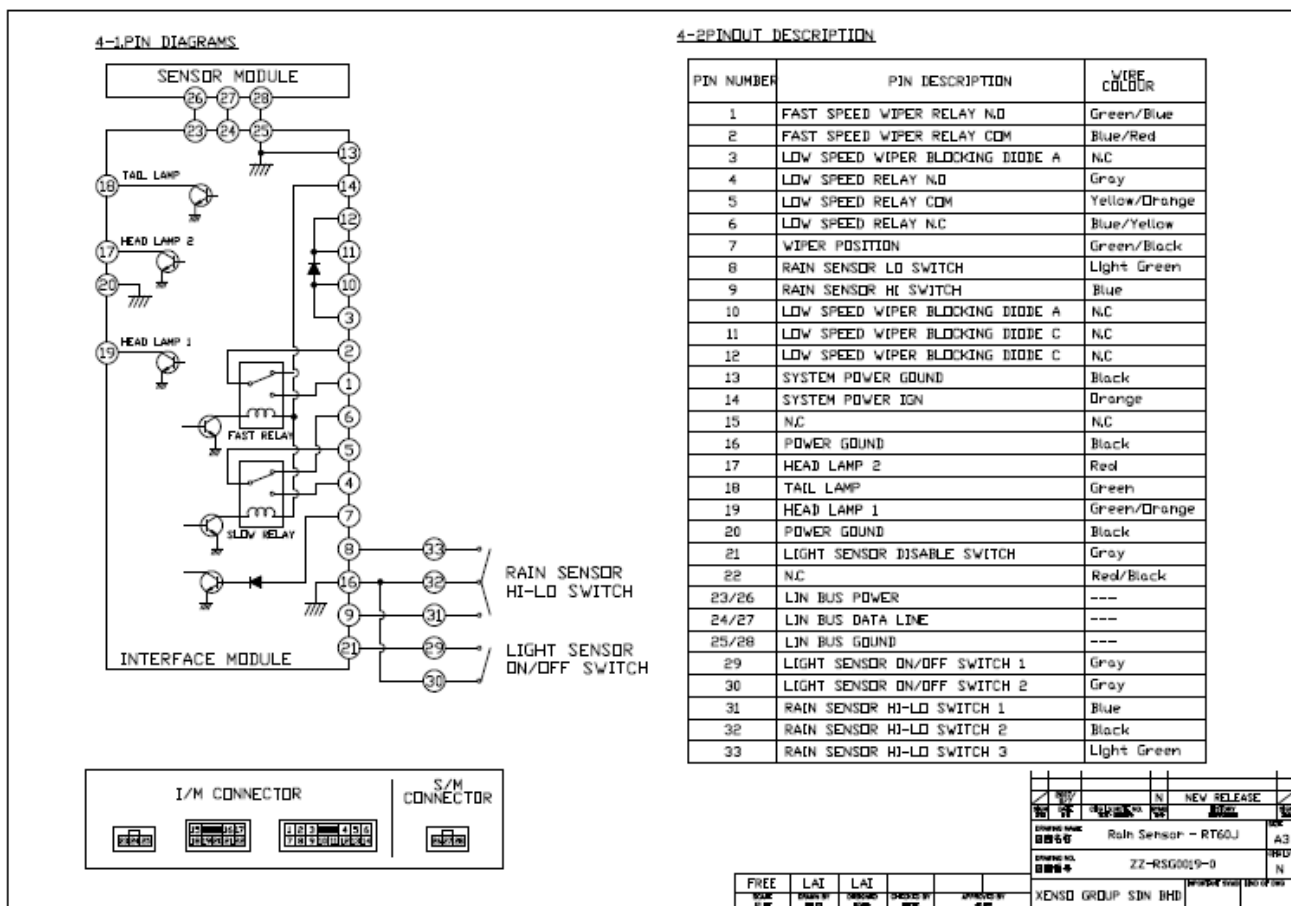 4-1.PIN DIAGRAMS
SENSOR MODULE
26 27 28
23 24 25
13
18 TAIL LAMP
14
12
17 HEAD LAMP 2
11
20
10
3
19 HEAD LAMP 1
2
1
6
FAST RELAY
5
4
7
SLOW RELAY
8 33
16 32
RAIN SENSOR
HI-LO SWITCH
9 31
21 29
LIGHT SENSOR
ON/OFF SWITCH
30
INTERFACE MODULE
I/M CONNECTOR
S/M
CONNECTOR
15 16 17
1 2 3 4 5 6
4-2PINOUT DESCRIPTION
PIN NUMBER PIN DESCRIPTION WIRE COLOUR
1 FAST SPEED WIPER RELAY N.O Green/Blue
2 FAST SPEED WIPER RELAY COM Blue/Red
3 LOW SPEED WIPER BLOCKING DIODE A N.C
4 LOW SPEED RELAY N.O Gray
5 LOW SPEED RELAY COM Yellow/Orange
6 LOW SPEED RELAY N.C Blue/Yellow
7 WIPER POSITION Green/Black
8 RAIN SENSOR LO SWITCH Light Green
9 RAIN SENSOR HI SWITCH Blue
10 LOW SPEED WIPER BLOCKING DIODE A N.C
11 LOW SPEED WIPER BLOCKING DIODE C N.C
12 LOW SPEED WIPER BLOCKING DIODE C N.C
13 SYSTEM POWER GOUND Black
14 SYSTEM POWER IGN Orange
15 N.C N.C
16 POWER GOUND Black
17 HEAD LAMP 2 Red
18 TAIL LAMP Green
19 HEAD LAMP 1 Green/Orange
20 POWER GOUND Black
21 LIGHT SENSOR DISABLE SWITCH Gray
22 N.C Red/Black
23/26 LIN BUS POWER ---
24/27 LIN BUS DATA LINE ---
25/28 LIN BUS GOUND ---
29 LIGHT SENSOR ON/OFF SWITCH 1 Gray
30 LIGHT SENSOR ON/OFF SWITCH 2 Gray
31 RAIN SENSOR HI-LO SWITCH 1 Blue
32 RAIN SENSOR HI-LO SWITCH 2 Black
33 RAIN SENSOR HI-LO SWITCH 3 Light Green
N NEW RELEASE
Rain Sensor - RT60J A3
ZZ-RSG0019-0 N
FREE LAI LAI
XENSO GROUP SDN BHD